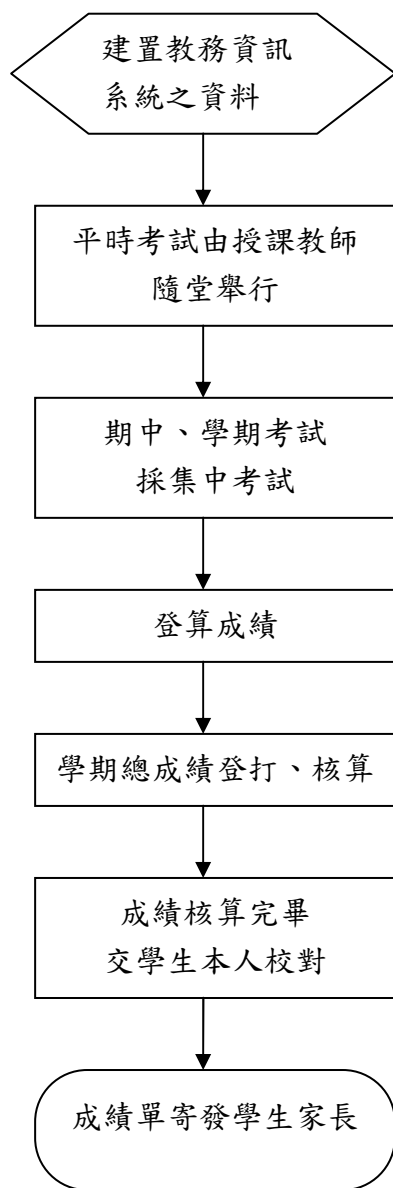 建置教務資訊
系統之資料
平時考試由授課教師
隨堂舉行
期中、學期考試
採集中考試
登算成績
學期總成績登打、核算
成績核算完畢
交學生本人校對
成績單寄發學生家長